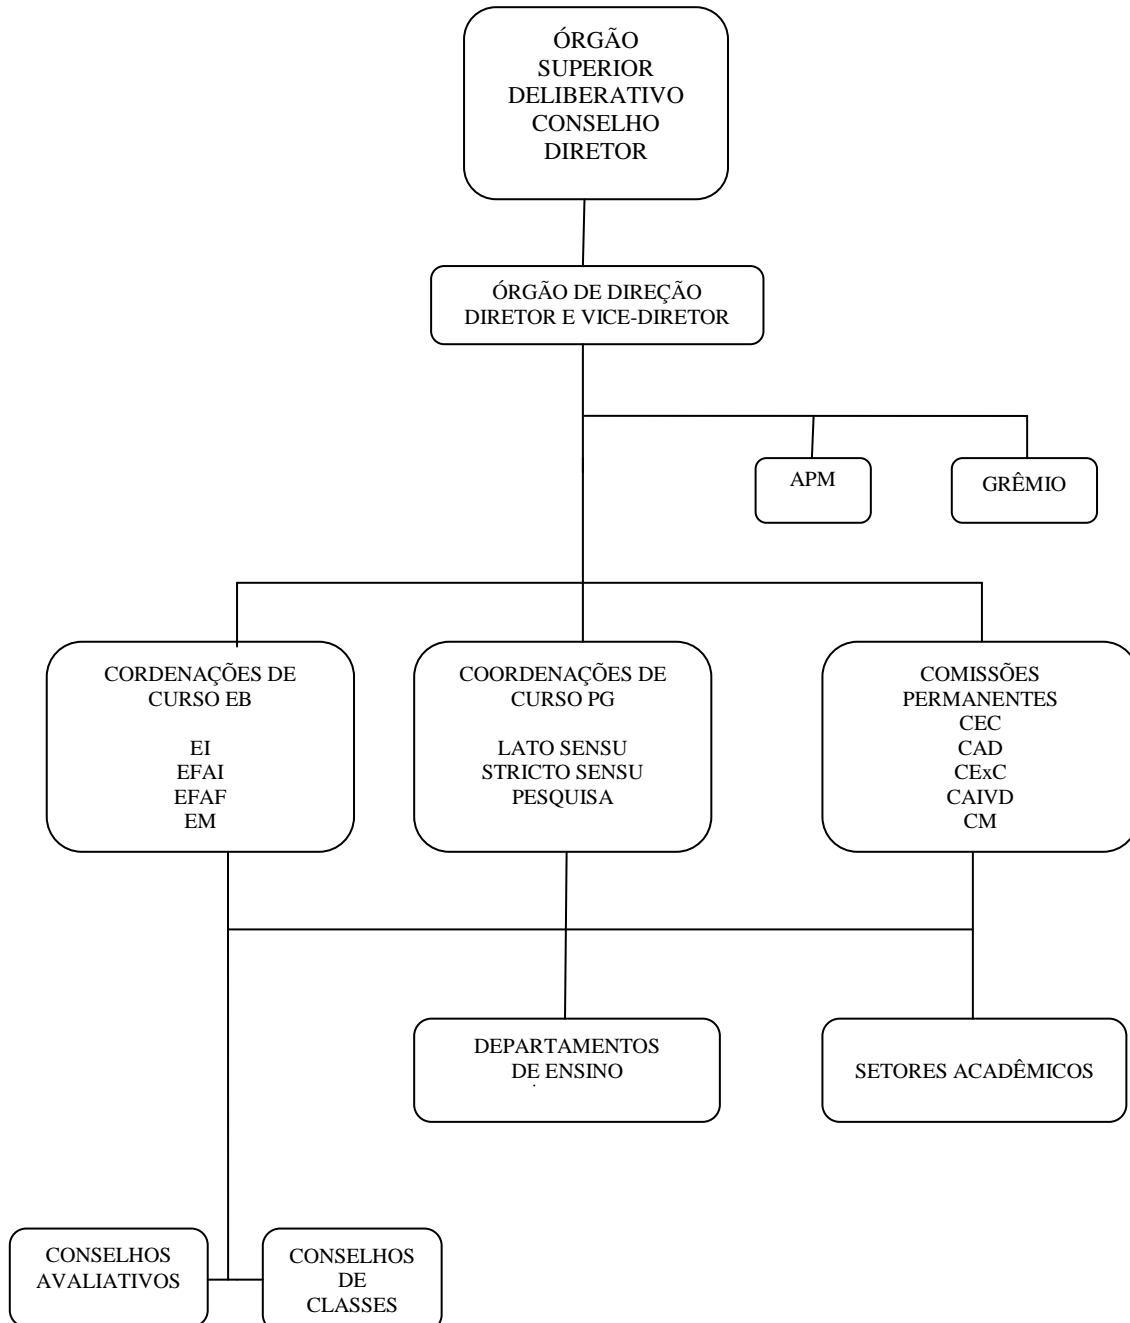 ÓRGÃO
SUPERIOR
DELIBERATIVO
CONSELHO
DIRETOR
ÓRGÃO DE DIREÇÃO
DIRETOR E VICE-DIRETOR
APM
GRÊMIO
CORDENAÇÕES DE
CURSO EB
EI
EFAI
EFAF
EM
COORDENAÇÕES DE
CURSO PG
LATO SENSU
STRICTO SENSU
PESQUISA
COMISSÕES
PERMANENTES
CEC
CAD
CExC
CAIVD
CM
DEPARTAMENTOS
DE ENSINO
SETORES ACADÊMICOS
CONSELHOS
AVALIATIVOS
CONSELHOS
DE
CLASSES